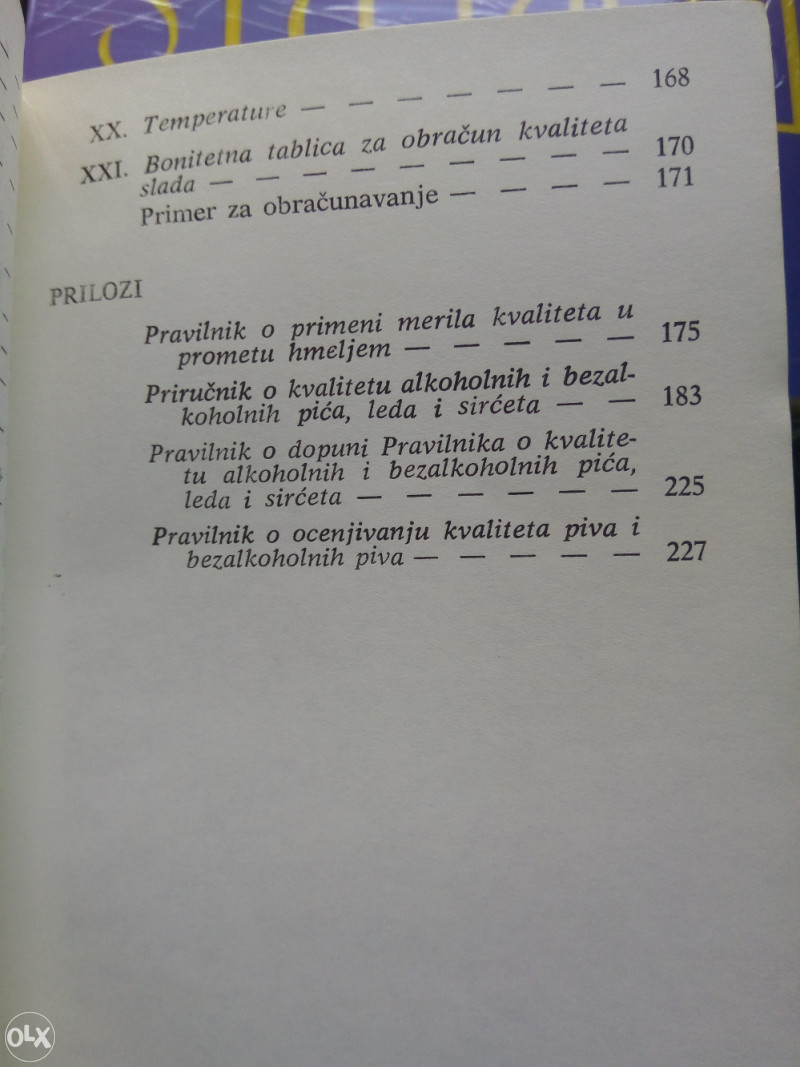 XX. Temperature — — — — — — — 168
XXI. Bonitetna tablica za obračun kvaliteta
slada — — — — — — — — — 170
Primer za obračunavanje — — — — 171
PRILOZI
Pravilnik o primeni merila kvaliteta u
prometu hmeljem — — — — — 175
Priručnik o kvalitetu alkoholnih i bezal-
koholnih pića, leda i sirćeta — — 183
Pravilnik o dopuni Pravilnika o kvalite-
tu alkoholnih i bezalkoholnih pića,
leda i sirćeta — — — — — — 225
Pravilnik o ocenjivanju kvaliteta piva i
bezalkoholnih piva — — — — — 227
OLX